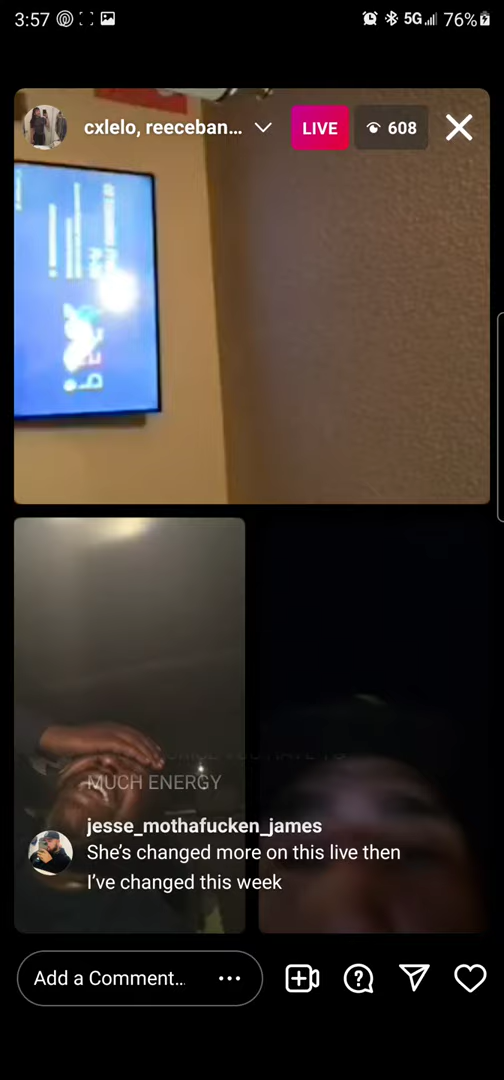 3:57
5G 76%
cxlelo, reeceban... LIVE 608
MUCH ENERGY
jesse_mothafucken_james
She's changed more on this live then
I've changed this week
Add a Comment...